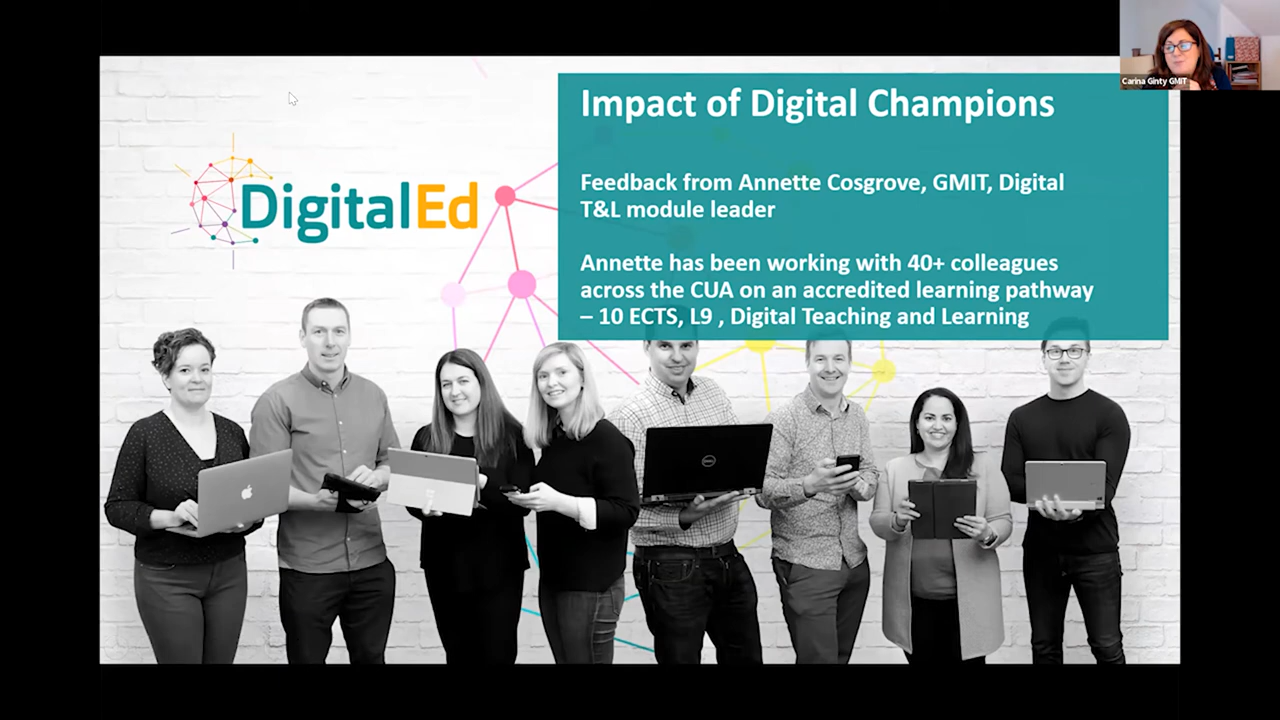 Carina Ginty GMIT
Impact of Digital Champions
DigitalEd
Feedback from Annette Cosgrove, GMIT, Digital
T&L module leader
Annette has been working with 40+ colleagues
across the CUA on an accredited learning pathway
– 10 ECTS, L9 , Digital Teaching and Learning
DELL